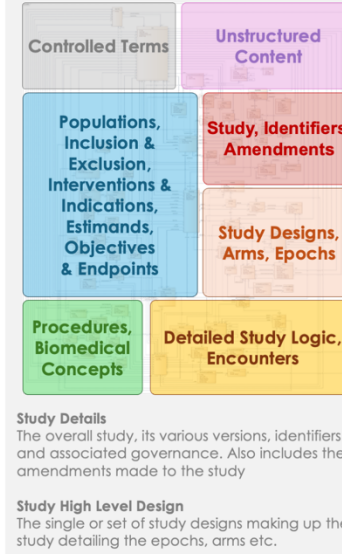 Controlled Terms
Unstructured
Content
Populations,
Inclusion &
Exclusion,
Interventions &
Indications,
Estimands,
Objectives
& Endpoints
Study, Identifiers
Amendments
Study Designs,
Arms, Epochs
Procedures,
Biomedical
Concepts
Detailed Study Logic,
Encounters
Study Details
The overall study, its various versions, identifiers
and associated governance. Also includes the
amendments made to the study
Study High Level Design
The single or set of study designs making up the
study detailing the epochs, arms etc.